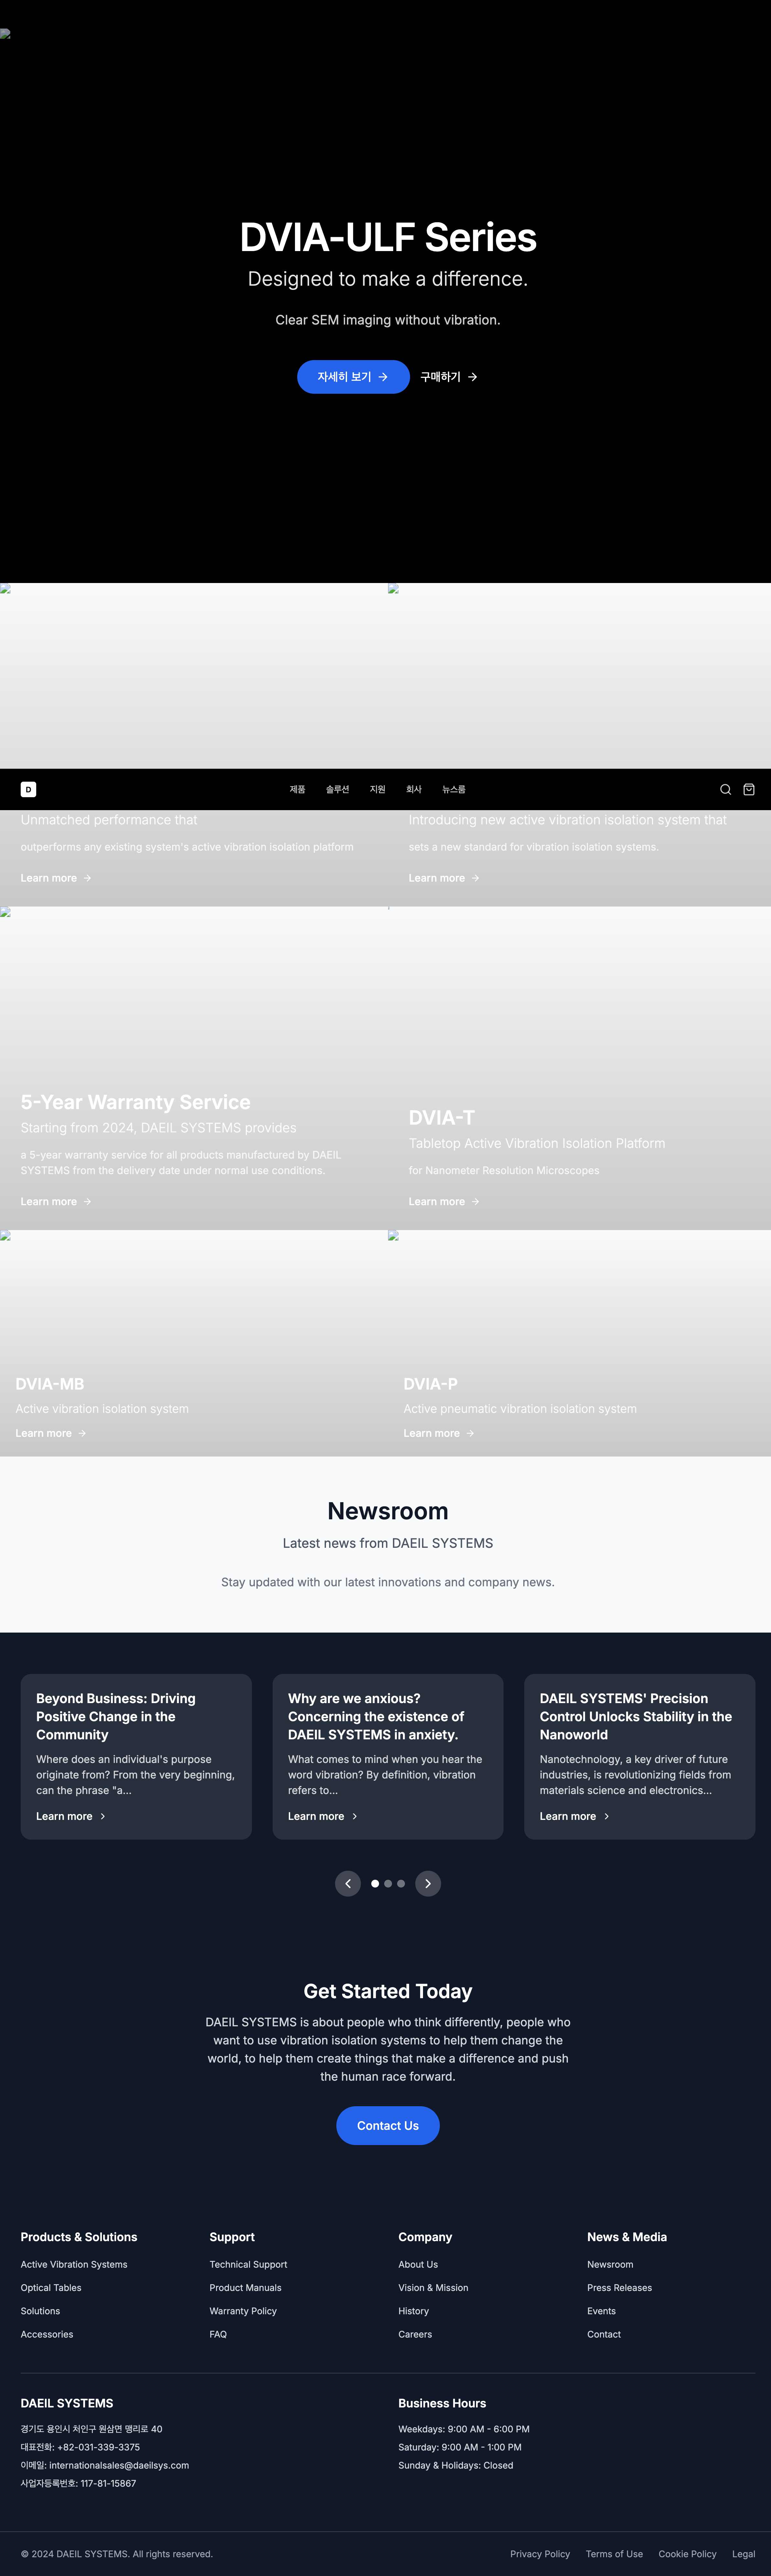 DVIA-ULF Series
Designed to make a difference.
Clear SEM imaging without vibration.
자세히 보기
구매하기
D
제품
솔루션
지원
회사
뉴스룸
Unmatched performance that
outperforms any existing system's active vibration isolation platform
Learn more
Introducing new active vibration isolation system that
sets a new standard for vibration isolation systems.
Learn more
5-Year Warranty Service
Starting from 2024, DAEIL SYSTEMS provides
a 5-year warranty service for all products manufactured by DAEIL
SYSTEMS from the delivery date under normal use conditions.
Learn more
DVIA-T
Tabletop Active Vibration Isolation Platform
for Nanometer Resolution Microscopes
Learn more
DVIA-MB
Active vibration isolation system
Learn more
DVIA-P
Active pneumatic vibration isolation system
Learn more
Newsroom
Latest news from DAEIL SYSTEMS
Stay updated with our latest innovations and company news.
Beyond Business: Driving
Positive Change in the
Community
Where does an individual's purpose
originate from? From the very beginning,
can the phrase "a...
Learn more
Why are we anxious?
Concerning the existence of
DAEIL SYSTEMS in anxiety.
What comes to mind when you hear the
word vibration? By definition, vibration
refers to...
Learn more
DAEIL SYSTEMS' Precision
Control Unlocks Stability in the
Nanoworld
Nanotechnology, a key driver of future
industries, is revolutionizing fields from
materials science and electronics...
Learn more
Get Started Today
DAEIL SYSTEMS is about people who think differently, people who
want to use vibration isolation systems to help them change the
world, to help them create things that make a difference and push
the human race forward.
Contact Us
Products & Solutions
Active Vibration Systems
Optical Tables
Solutions
Accessories
Support
Technical Support
Product Manuals
Warranty Policy
FAQ
Company
About Us
Vision & Mission
History
Careers
News & Media
Newsroom
Press Releases
Events
Contact
DAEIL SYSTEMS
경기도 용인시 처인구 원삼면 맹리로 40
대표전화: +82-031-339-3375
이메일: internationalsales@daeilsys.com
사업자등록번호: 117-81-15867
Business Hours
Weekdays: 9:00 AM - 6:00 PM
Saturday: 9:00 AM - 1:00 PM
Sunday & Holidays: Closed
© 2024 DAEIL SYSTEMS. All rights reserved.
Privacy Policy
Terms of Use
Cookie Policy
Legal